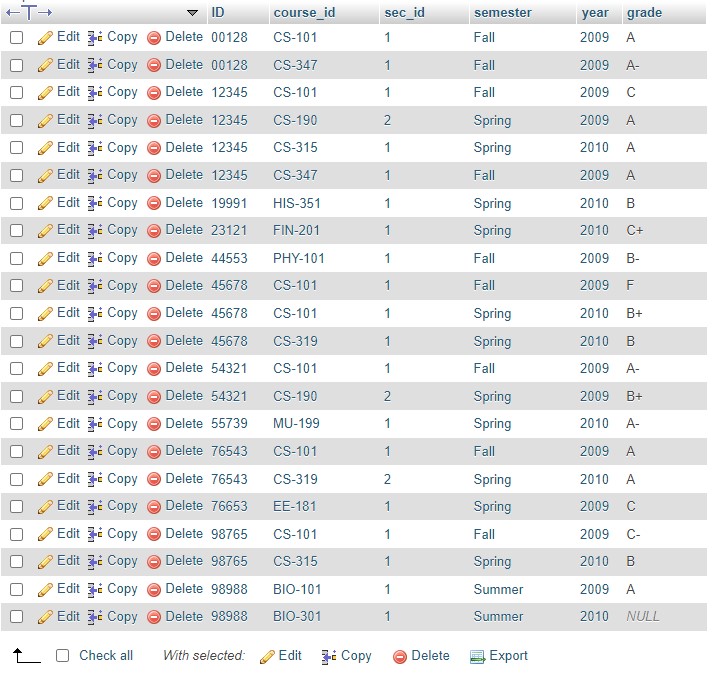 ID course_id sec_id semester year grade
Edit Copy Delete 00128 CS-101 1 Fall 2009 A
Edit Copy Delete 00128 CS-347 1 Fall 2009 A-
Edit Copy Delete 12345 CS-101 1 Fall 2009 C
Edit Copy Delete 12345 CS-190 2 Spring 2009 A
Edit Copy Delete 12345 CS-315 1 Spring 2010 A
Edit Copy Delete 12345 CS-347 1 Fall 2009 A
Edit Copy Delete 19991 HIS-351 1 Spring 2010 B
Edit Copy Delete 23121 FIN-201 1 Spring 2010 C+
Edit Copy Delete 44553 PHY-101 1 Fall 2009 B-
Edit Copy Delete 45678 CS-101 1 Fall 2009 F
Edit Copy Delete 45678 CS-101 1 Spring 2010 B+
Edit Copy Delete 45678 CS-319 1 Spring 2010 B
Edit Copy Delete 54321 CS-101 1 Fall 2009 A-
Edit Copy Delete 54321 CS-190 2 Spring 2009 B+
Edit Copy Delete 55739 MU-199 1 Spring 2010 A-
Edit Copy Delete 76543 CS-101 1 Fall 2009 A
Edit Copy Delete 76543 CS-319 2 Spring 2010 A
Edit Copy Delete 76653 EE-181 1 Spring 2009 C
Edit Copy Delete 98765 CS-101 1 Fall 2009 C-
Edit Copy Delete 98765 CS-315 1 Spring 2010 B
Edit Copy Delete 98988 BIO-101 1 Summer 2009 A
Edit Copy Delete 98988 BIO-301 1 Summer 2010 NULL
Check all With selected: Edit Copy Delete Export